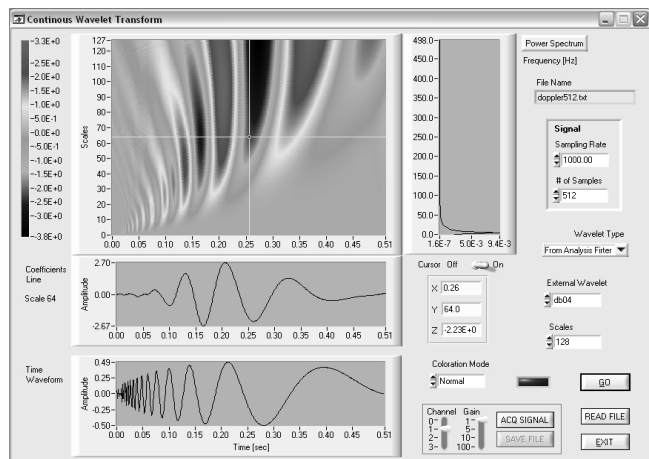 Continous Wavelet Transform
-3.3E+0
-2.5E+0
-2.0E+0
-1.5E+0
-1.0E+0
-5.0E-1
-0.0E+0
-5.0E-1
-1.0E+0
-1.5E+0
-2.0E+0
-2.5E+0
-3.0E+0
-3.8E+0
Scales
127
120
110
100
90
80
70
60
50
40
30
20
10
0
0.00 0.05 0.10 0.15 0.20 0.25 0.30 0.35 0.40 0.45 0.51
498.0
450.0
400.0
350.0
300.0
250.0
200.0
150.0
100.0
50.0
0.0
1.6E-7 5.0E-3 9.4E-3
Power Spectrum
Frequency [Hz]
File Name
doppler512.txt
Signal
Sampling Rate
1000.00
# of Samples
512
Wavelet Type
From Analysis Firter
External Wavelet
db04
Scales
128
Coefficients
Line
Scale 64
Amplitude
2.70
0.00
-2.67
0.00 0.05 0.10 0.15 0.20 0.25 0.30 0.35 0.40 0.45 0.51
Cursor Off On
X 0.26
Y 64.0
Z -2.23E+0
Time
Waveform
Amplitude
0.49
0.25
0.00
-0.25
-0.50
0.00 0.05 0.10 0.15 0.20 0.25 0.30 0.35 0.40 0.45 0.51
Time [sec]
Coloration Mode
Normal
Channel Gain
0
1
2
3
1
5
10
100
ACQ SIGNAL
SAVE FILE
GO
READ FILE
EXIT